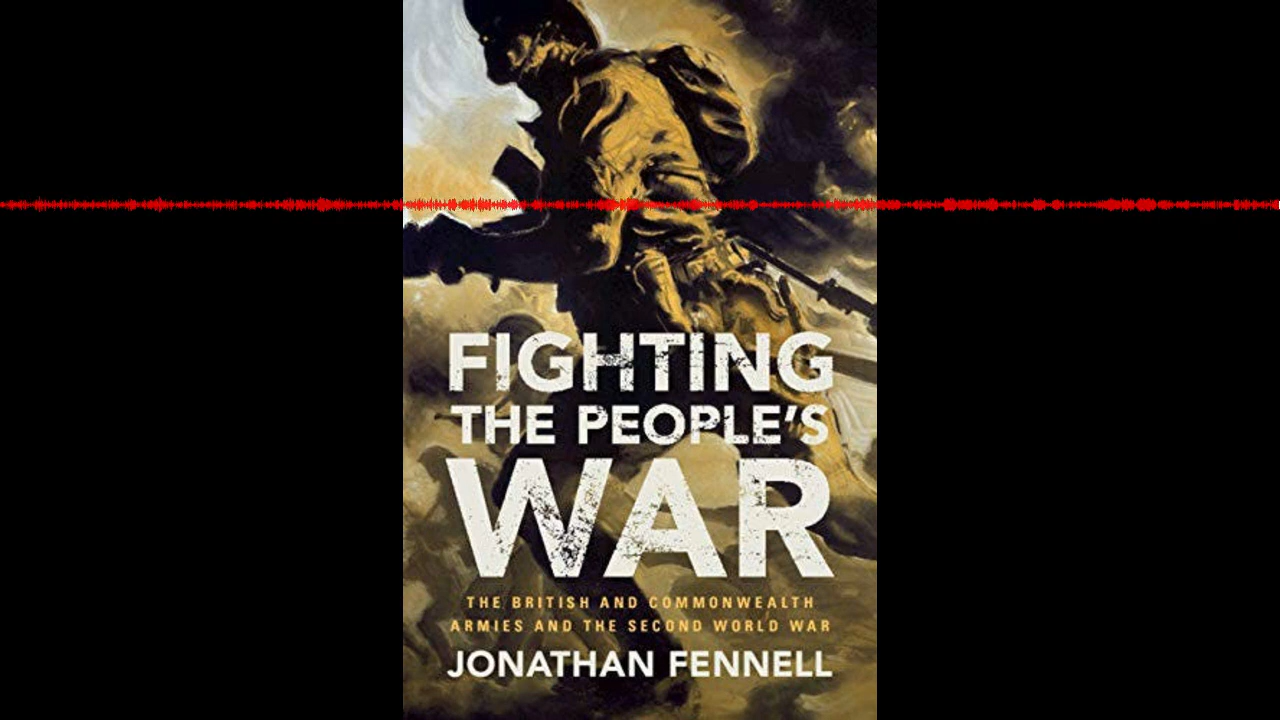 FIGHTING
THE PEOPLE'S
WAR
THE BRITISH AND COMMONWEALTH
ARMIES AND THE SECOND WORLD WAR
JONATHAN FENNELL